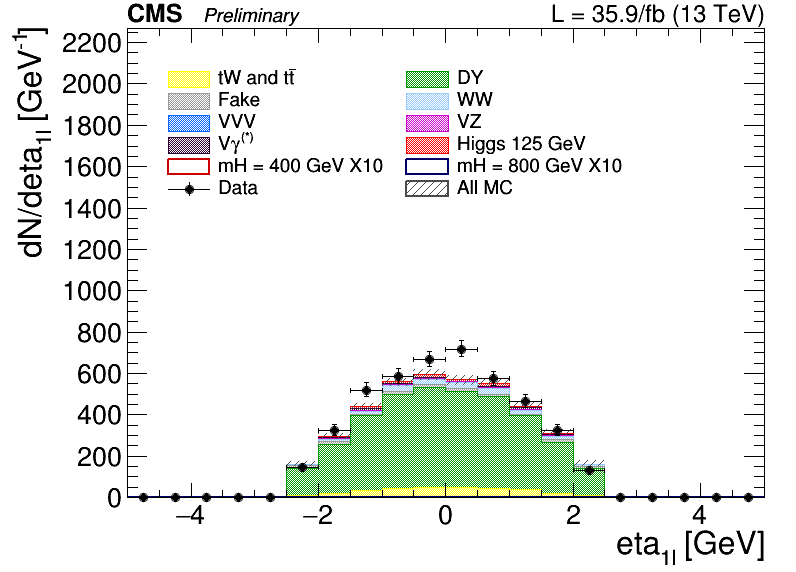 CMS Preliminary L = 35.9/fb (13 TeV)
dN/deta1l [GeV-1]
2200
2000
1800
1600
1400
1200
1000
800
600
400
200
0
tW and tt̄ DY
Fake WW
VVV VZ
Vγ(*) Higgs 125 GeV
mH = 400 GeV X10 mH = 800 GeV X10
Data All MC
−4 −2 0 2 4
eta1l [GeV]